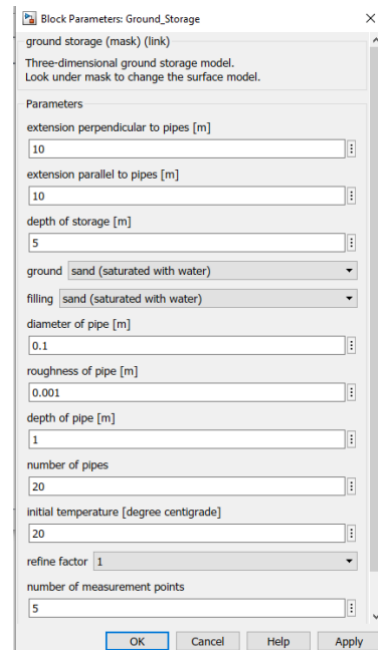 Block Parameters: Ground_Storage
ground storage (mask) (link)
Three-dimensional ground storage model.
Look under mask to change the surface model.
Parameters
extension perpendicular to pipes [m]
10
extension parallel to pipes [m]
10
depth of storage [m]
5
ground sand (saturated with water)
filling sand (saturated with water)
diameter of pipe [m]
0.1
roughness of pipe [m]
0.001
depth of pipe [m]
1
number of pipes
20
initial temperature [degree centigrade]
20
refine factor 1
number of measurement points
5
OK Cancel Help Apply